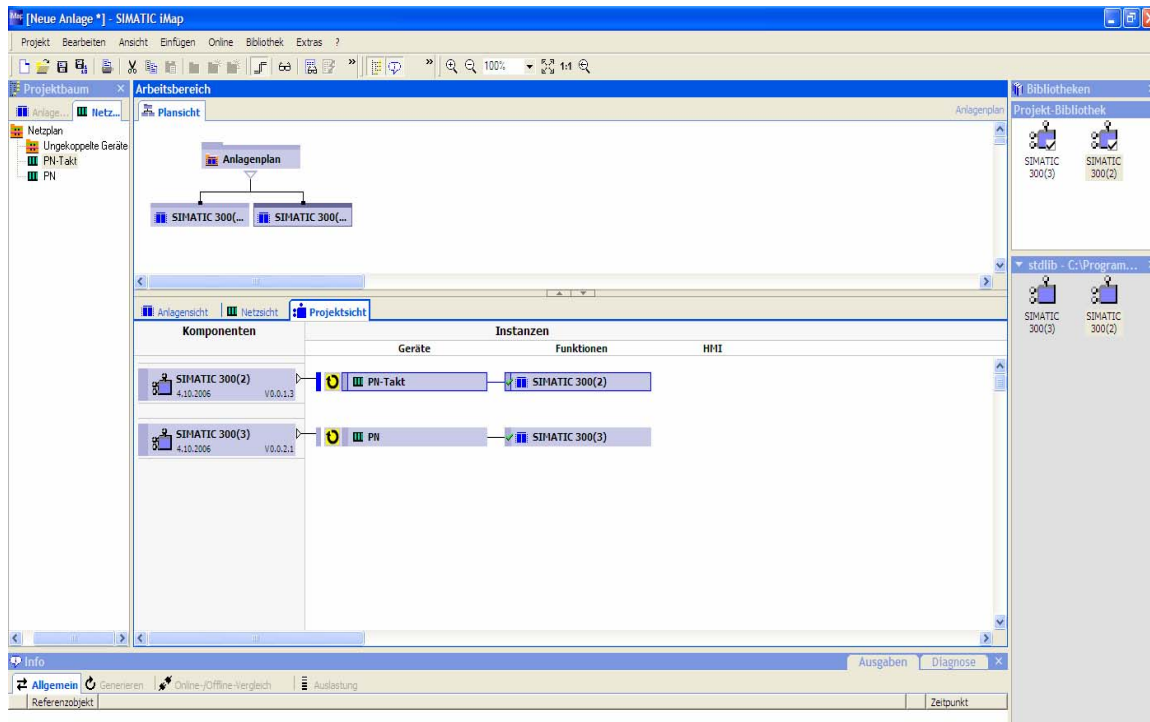 [Neue Anlage *] - SIMATIC iMap
Projekt Bearbeiten Ansicht Einfügen Online Bibliothek Extras ?
100% 1:1
Projektbaum
Anlage... Netz...
Netzplan
Ungekoppelte Geräte
PN-Takt
PN
Arbeitsbereich
Plansicht
Anlagenplan
Anlagenplan
SIMATIC 300(... SIMATIC 300(...
Anlagensicht Netzsicht Projektsicht
Komponenten Instanzen
Geräte Funktionen HMI
SIMATIC 300(2)
4.10.2006 V0.0.1.3
PN-Takt SIMATIC 300(2)
SIMATIC 300(3)
4.10.2006 V0.0.2.1
PN SIMATIC 300(3)
Bibliotheken
Projekt-Bibliothek
SIMATIC 300(3)
SIMATIC 300(2)
stdlib - C:\Program...
SIMATIC 300(3)
SIMATIC 300(2)
Info
Ausgaben Diagnose
Allgemein Generieren Online-/Offline-Vergleich Auslastung
Referenzobjekt Zeitpunkt